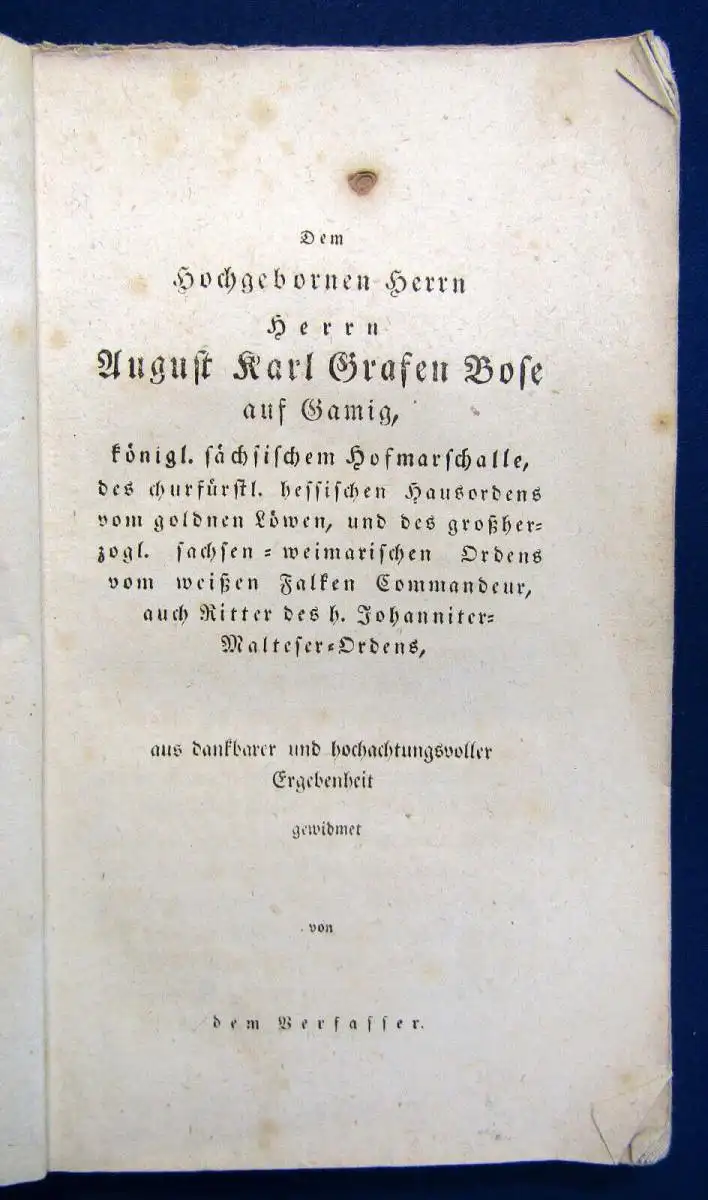 Dem
Hochgebornen Herrn
Herrn
August Karl Grafen Bose
auf Gamig,
königl. sächsischem Hofmarschalle,
des churfürstl. hessischen Hausordens
vom goldnen Löwen, und des großher-
zogl. sachsen-weimarischen Ordens
vom weißen Falken Commandeur,
auch Ritter des h. Johanniter-
Malteser-Ordens,
aus dankbarer und hochachtungsvoller
Ergebenheit
gewidmet
von
dem Verfasser.